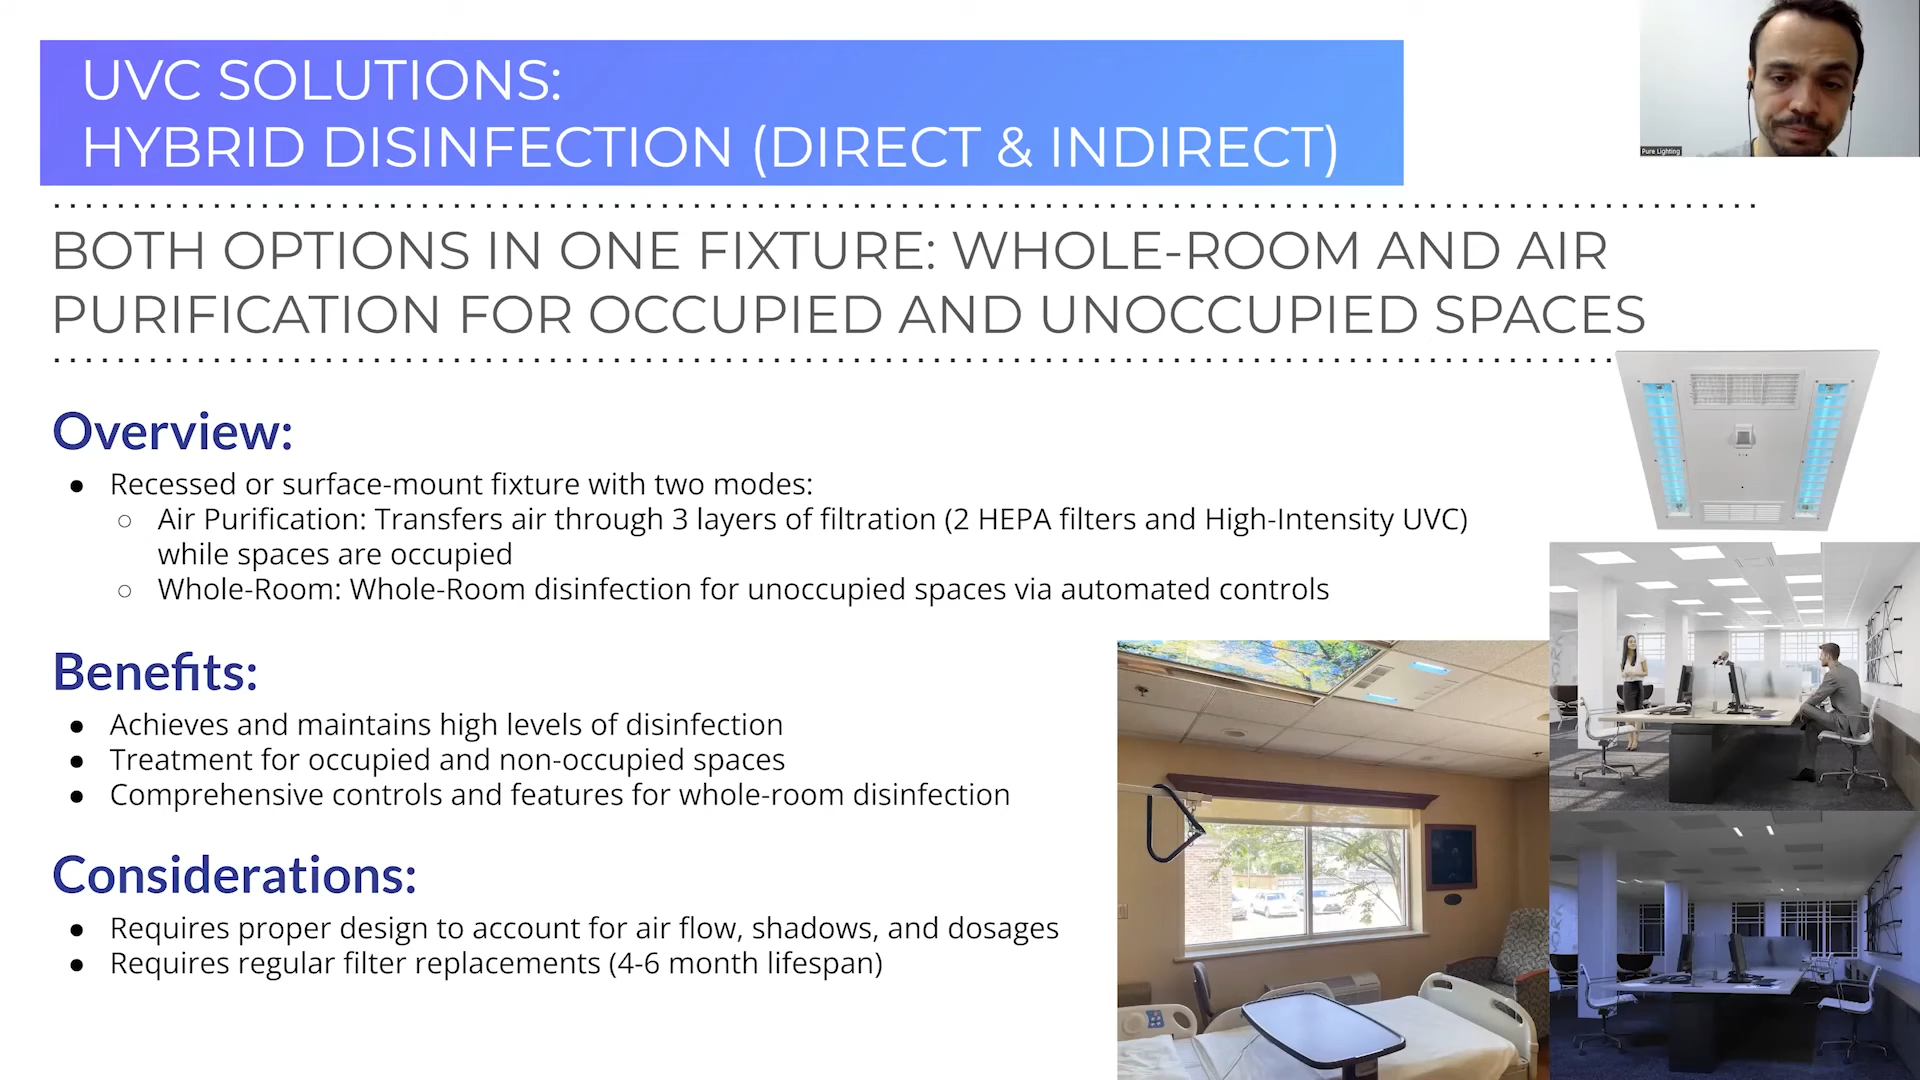 UVC SOLUTIONS:
HYBRID DISINFECTION (DIRECT & INDIRECT)
Pure Lighting
BOTH OPTIONS IN ONE FIXTURE: WHOLE-ROOM AND AIR
PURIFICATION FOR OCCUPIED AND UNOCCUPIED SPACES
Overview:
● Recessed or surface-mount fixture with two modes:
○ Air Purification: Transfers air through 3 layers of filtration (2 HEPA filters and High-Intensity UVC)
while spaces are occupied
○ Whole-Room: Whole-Room disinfection for unoccupied spaces via automated controls
Benefits:
● Achieves and maintains high levels of disinfection
● Treatment for occupied and non-occupied spaces
● Comprehensive controls and features for whole-room disinfection
Considerations:
● Requires proper design to account for air flow, shadows, and dosages
● Requires regular filter replacements (4-6 month lifespan)